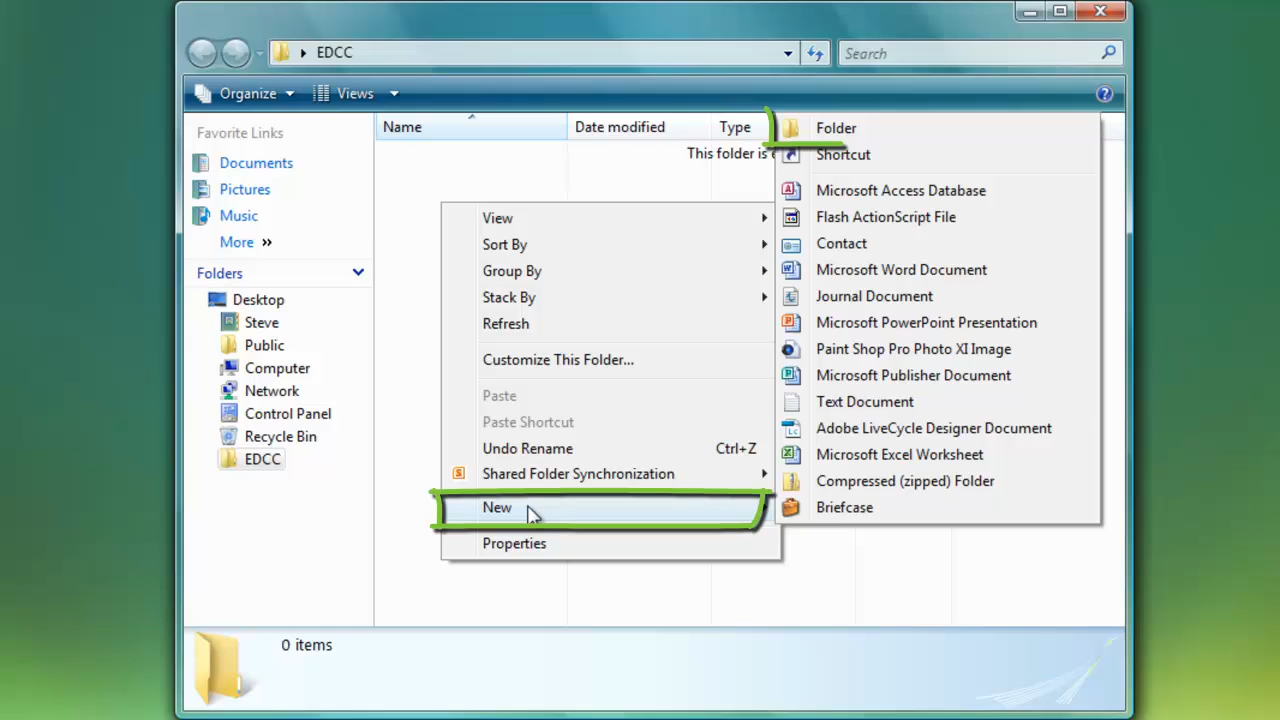 EDCC
Search
Organize
Views
Favorite Links
Documents
Pictures
Music
More »
Folders
Desktop
Steve
Public
Computer
Network
Control Panel
Recycle Bin
EDCC
Name
Date modified
Type
This folder is
View
Sort By
Group By
Stack By
Refresh
Customize This Folder...
Paste
Paste Shortcut
Undo Rename Ctrl+Z
Shared Folder Synchronization
New
Properties
Folder
Shortcut
Microsoft Access Database
Flash ActionScript File
Contact
Microsoft Word Document
Journal Document
Microsoft PowerPoint Presentation
Paint Shop Pro Photo XI Image
Microsoft Publisher Document
Text Document
Adobe LiveCycle Designer Document
Microsoft Excel Worksheet
Compressed (zipped) Folder
Briefcase
0 items